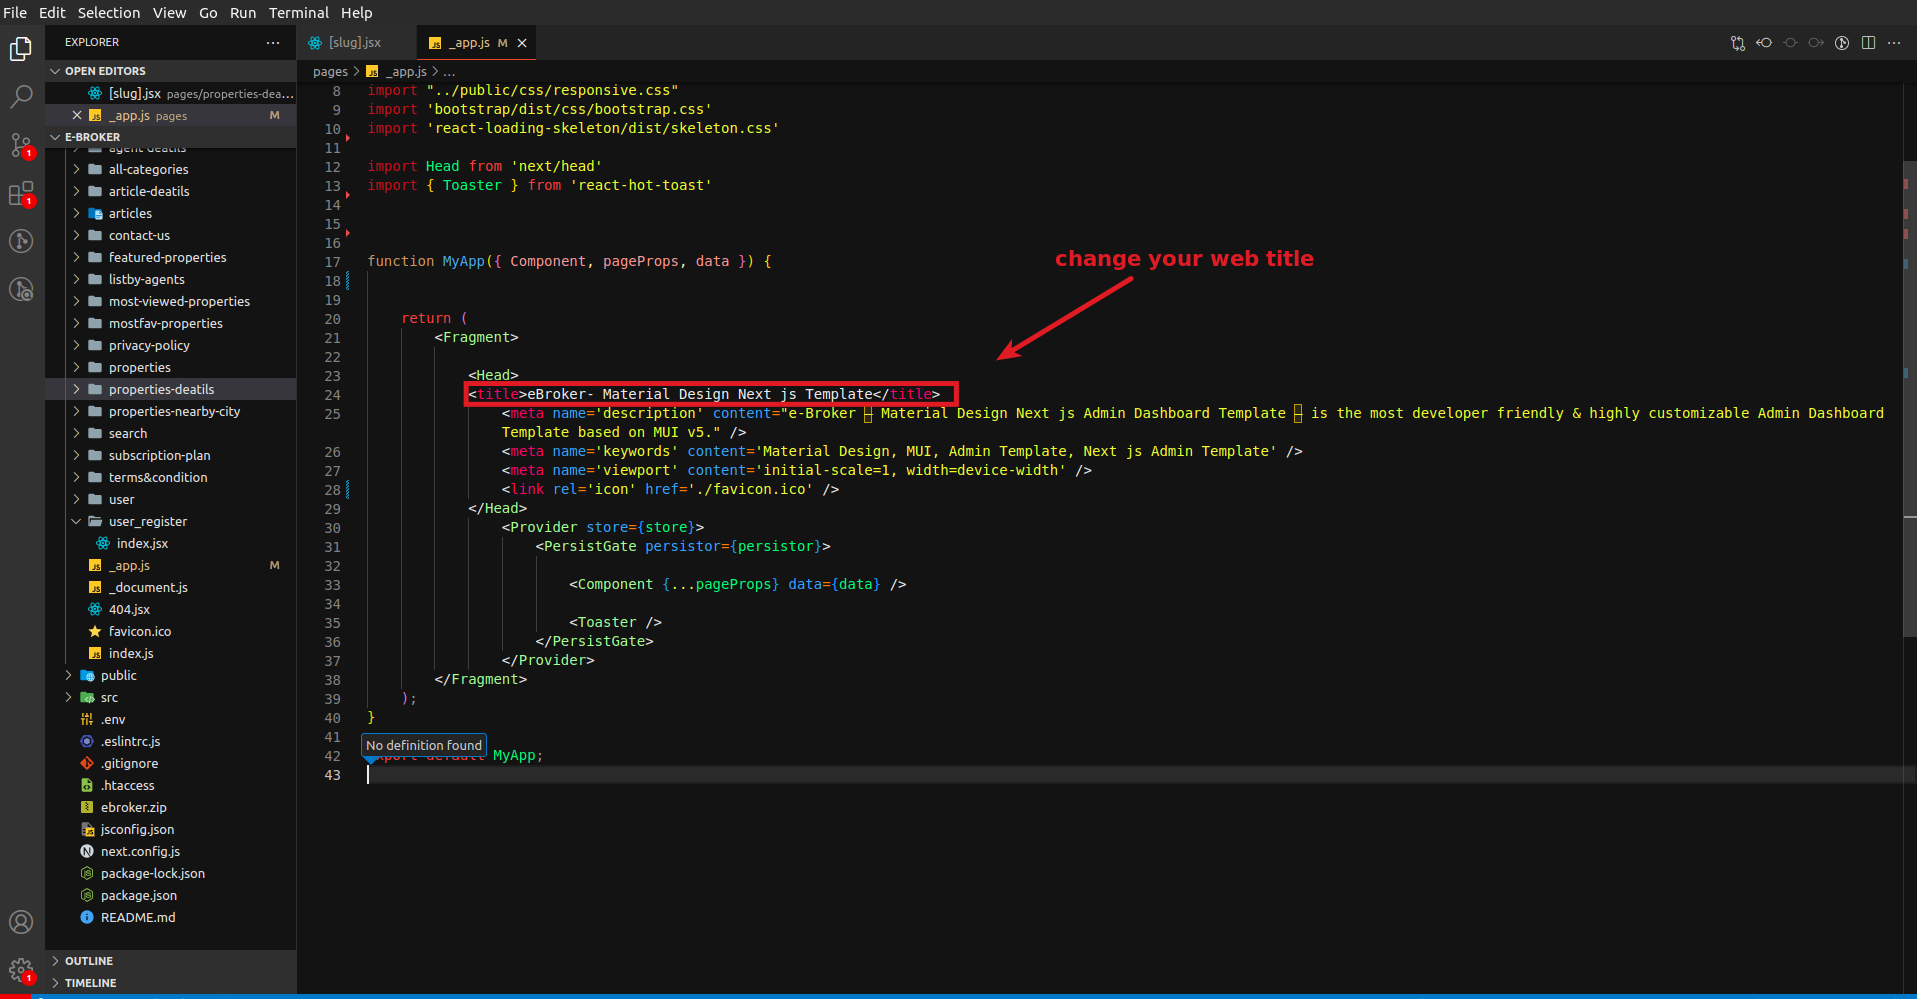 File Edit Selection View Go Run Terminal Help
EXPLORER
[slug].jsx
_app.js M
OPEN EDITORS
[slug].jsx pages/properties-dea...
_app.js pages M
E-BROKER
agent-deatils
all-categories
article-deatils
articles
contact-us
featured-properties
listby-agents
most-viewed-properties
mostfav-properties
privacy-policy
properties
properties-deatils
properties-nearby-city
search
subscription-plan
terms&condition
user
user_register
index.jsx
_app.js M
_document.js
404.jsx
favicon.ico
index.js
public
src
.env
.eslintrc.js
.gitignore
.htaccess
ebroker.zip
jsconfig.json
next.config.js
package-lock.json
package.json
README.md
OUTLINE
TIMELINE
1
1
1
pages > _app.js > ...
8 import "../public/css/responsive.css"
9 import 'bootstrap/dist/css/bootstrap.css'
10 import 'react-loading-skeleton/dist/skeleton.css'
11
12 import Head from 'next/head'
13 import { Toaster } from 'react-hot-toast'
14
15
16
17 function MyApp({ Component, pageProps, data }) {
18
19
20 return (
21 <Fragment>
22
23 <Head>
24 <title>eBroker- Material Design Next js Template</title>
25 <meta name='description' content="e-Broker – Material Design Next js Admin Dashboard Template – is the most developer friendly & highly customizable Admin Dashboard
Template based on MUI v5." />
26 <meta name='keywords' content='Material Design, MUI, Admin Template, Next js Admin Template' />
27 <meta name='viewport' content='initial-scale=1, width=device-width' />
28 <link rel='icon' href='./favicon.ico' />
29 </Head>
30 <Provider store={store}>
31 <PersistGate persistor={persistor}>
32
33 <Component {...pageProps} data={data} />
34
35 <Toaster />
36 </PersistGate>
37 </Provider>
38 </Fragment>
39 );
40 }
41
No definition found
42 export default MyApp;
43
change your web title